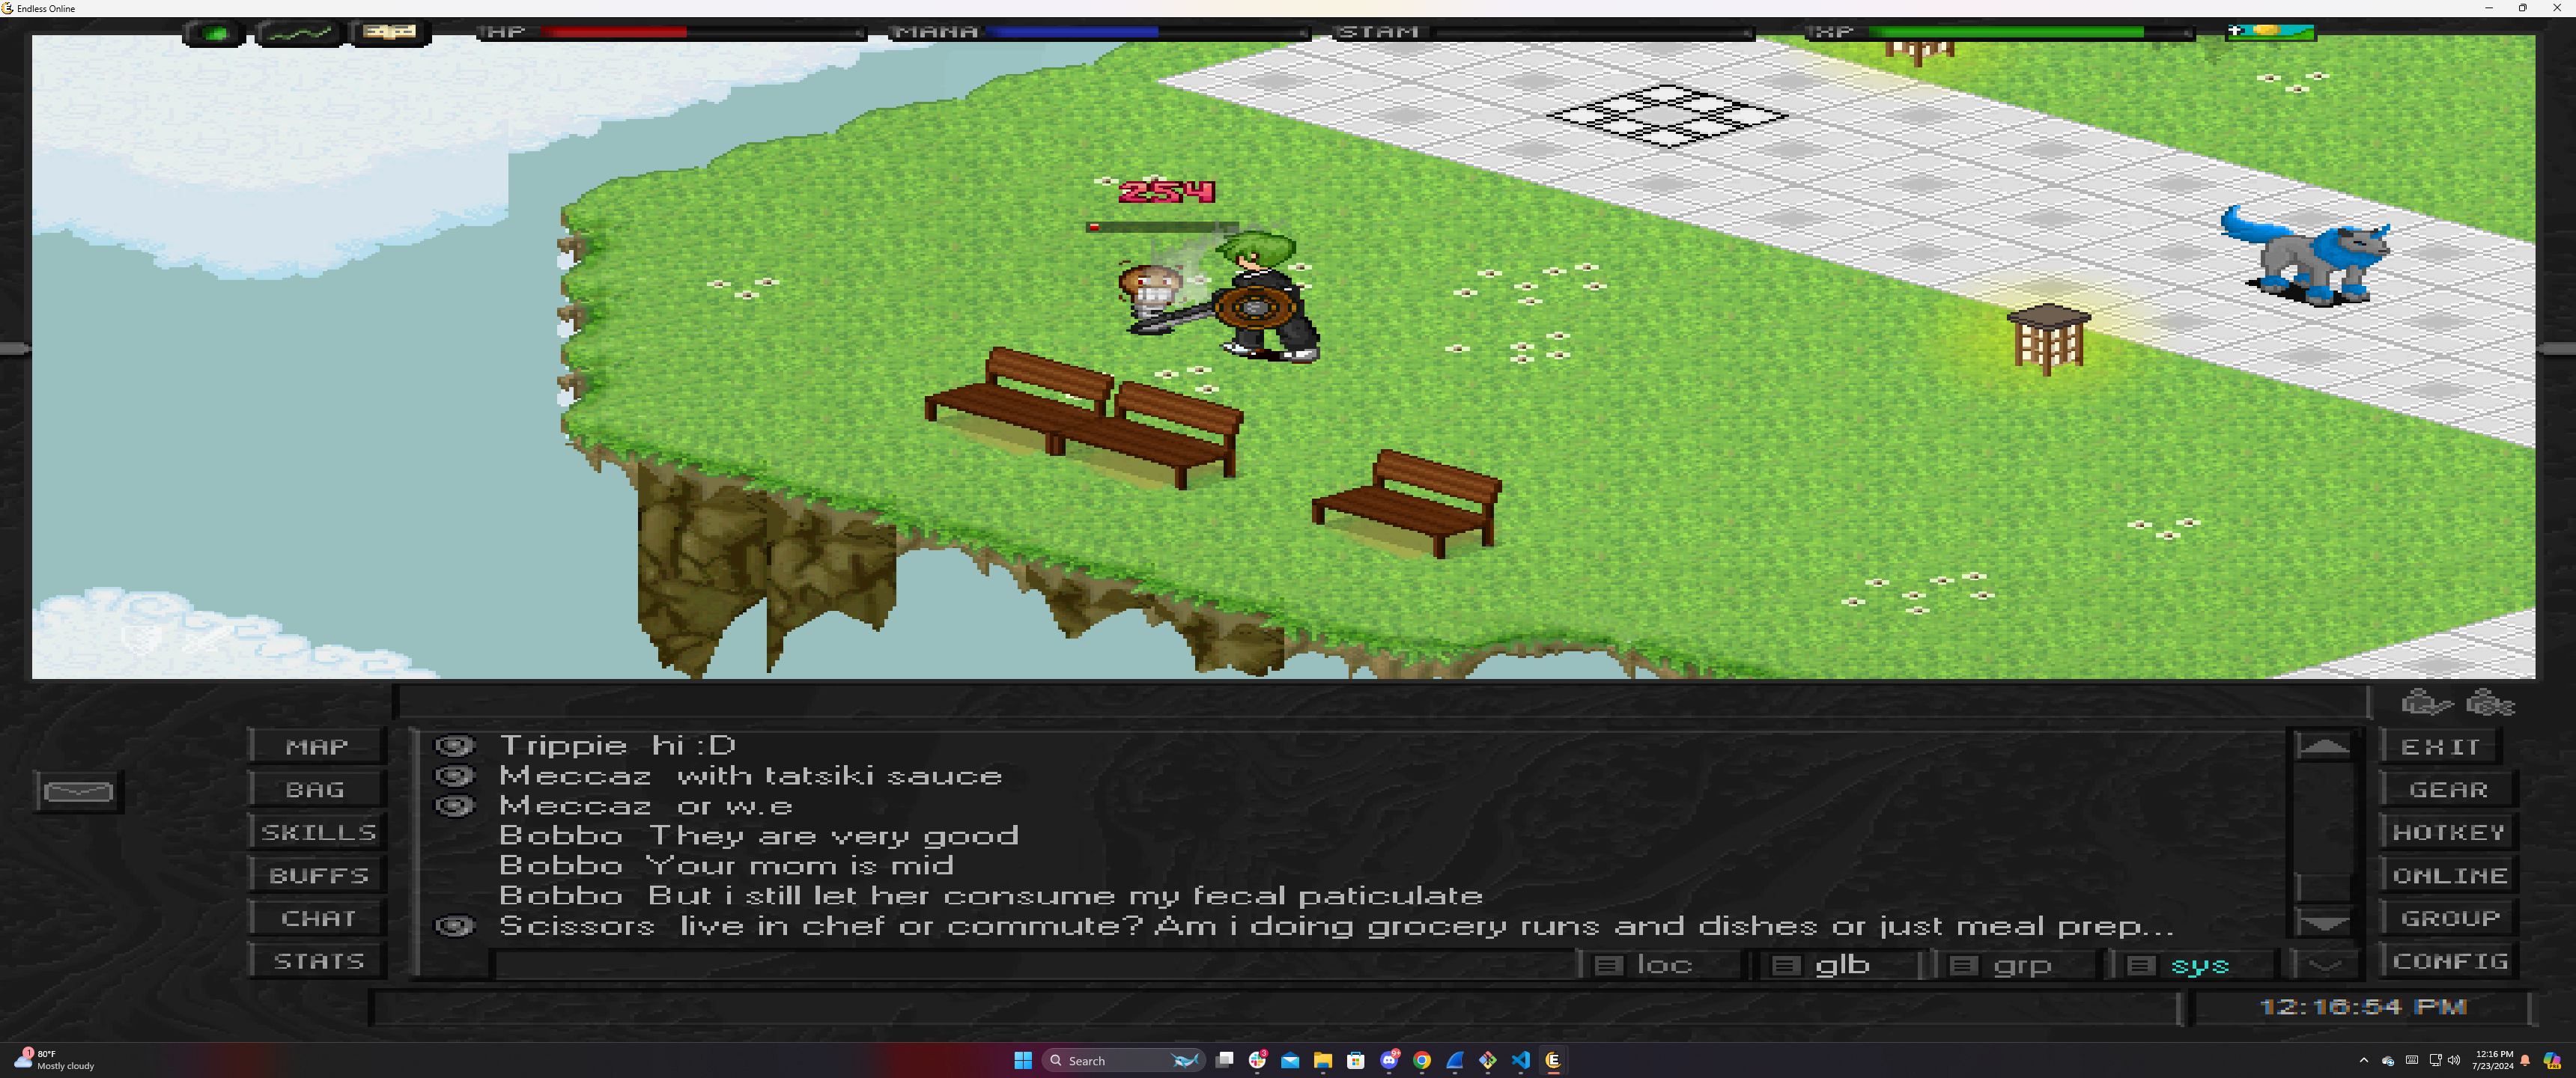 Endless Online
HP
MANA
STAM
XP
254
MAP
BAG
SKILLS
BUFFS
CHAT
STATS
Trippie hi :D
Meccaz with tatsiki sauce
Meccaz or w.e
Bobbo They are very good
Bobbo Your mom is mid
Bobbo But i still let her consume my fecal paticulate
Scissors live in chef or commute? Am i doing grocery runs and dishes or just meal prep...
loc
glb
grp
sys
EXIT
GEAR
HOTKEY
ONLINE
GROUP
CONFIG
12:16:54 PM
1
80°F
Mostly cloudy
Search
3
9+
12:16 PM
7/23/2024